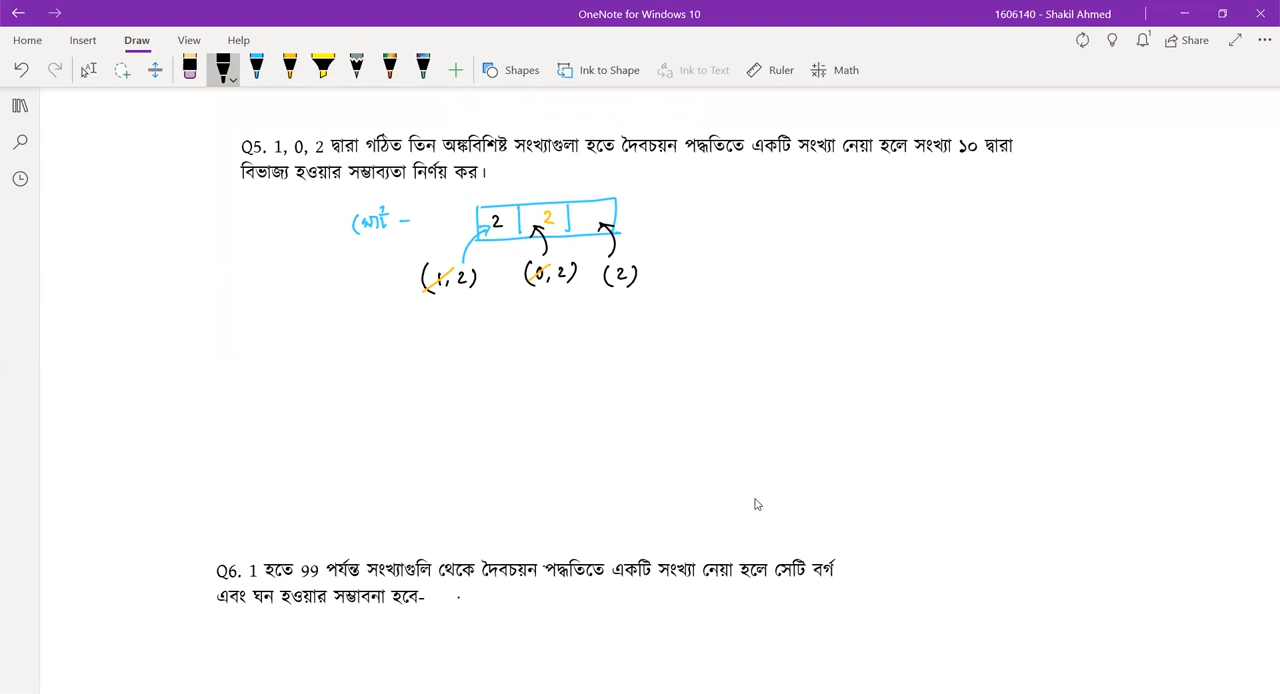 OneNote for Windows 10
1606140 - Shakil Ahmed
Home Insert Draw View Help
1
Share
Shapes Ink to Shape Ink to Text Ruler Math
Q5. 1, 0, 2 দ্বারা গঠিত তিন অঙ্কবিশিষ্ট সংখ্যাগুলা হতে দৈবচয়ন পদ্ধতিতে একটি সংখ্যা নেয়া হলে সংখ্যা ১০ দ্বারা
বিভাজ্য হওয়ার সম্ভাব্যতা নির্ণয় কর।
2 2
(1, 2) (0, 2) (2)
Q6. 1 হতে 99 পর্যন্ত সংখ্যাগুলি থেকে দৈবচয়ন পদ্ধতিতে একটি সংখ্যা নেয়া হলে সেটি বর্গ
এবং ঘন হওয়ার সম্ভাবনা হবে-